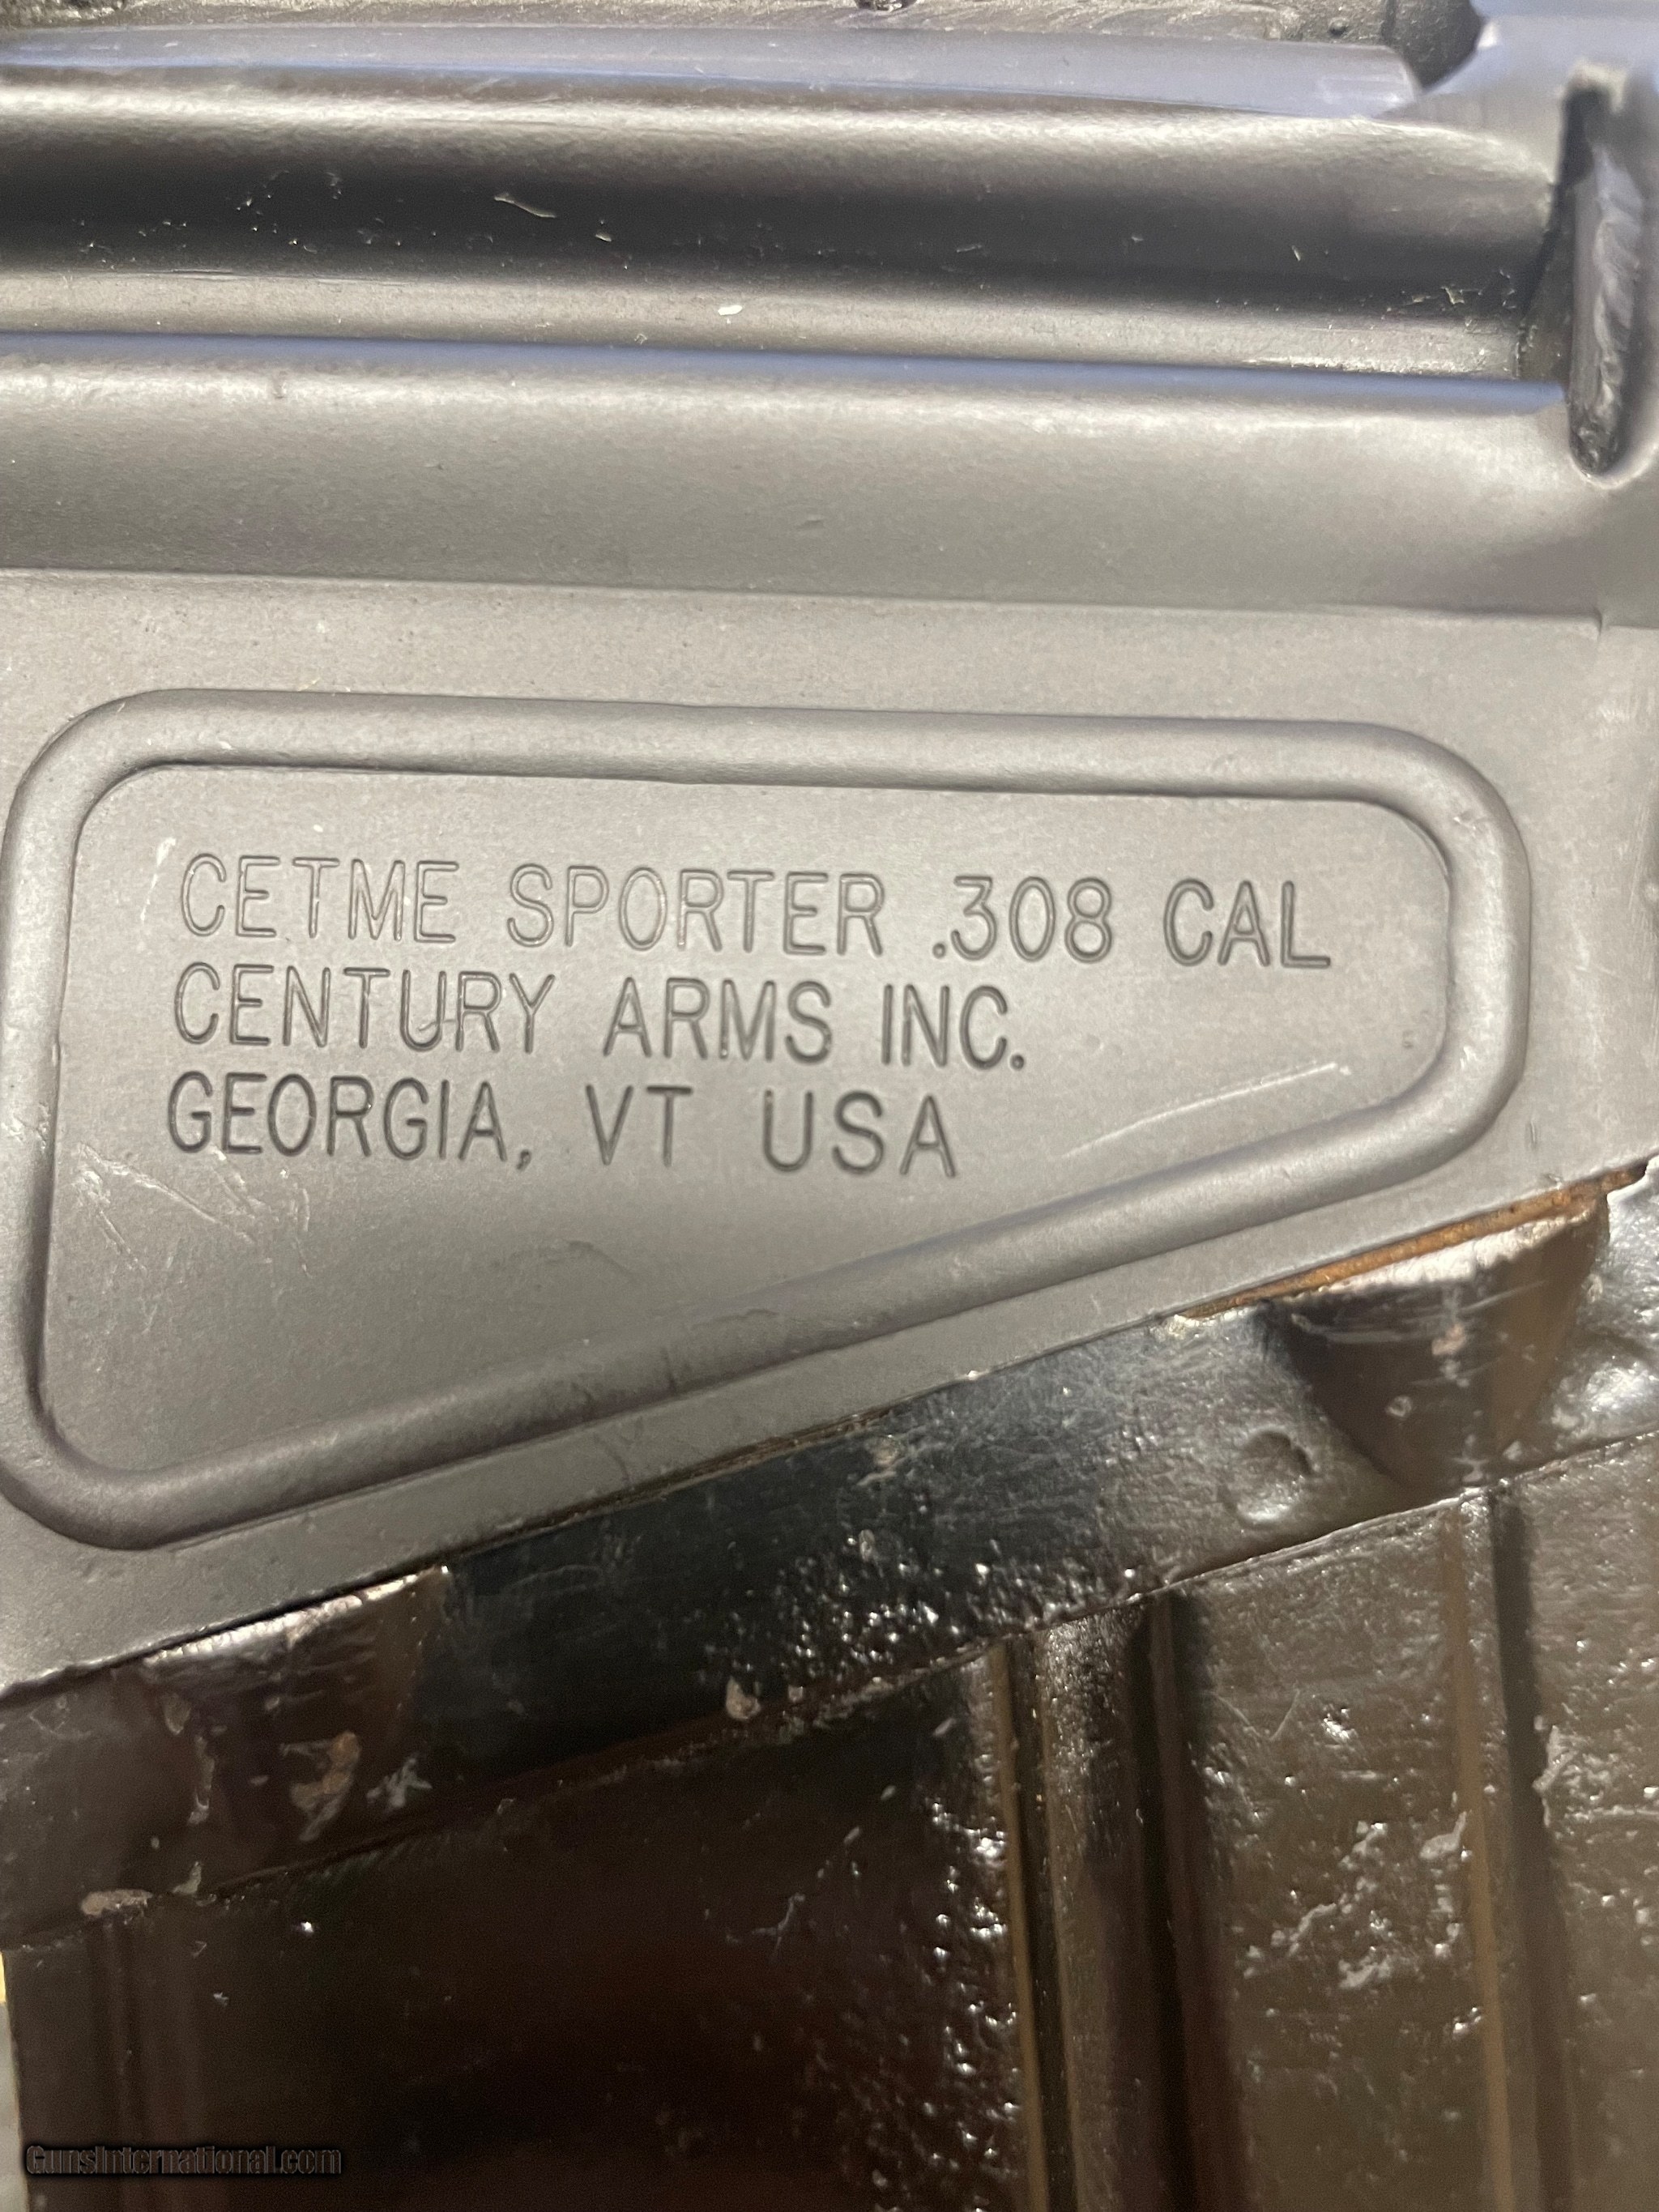 CETME SPORTER .308 CAL
CENTURY ARMS INC.
GEORGIA, VT USA
GunsInternational.com